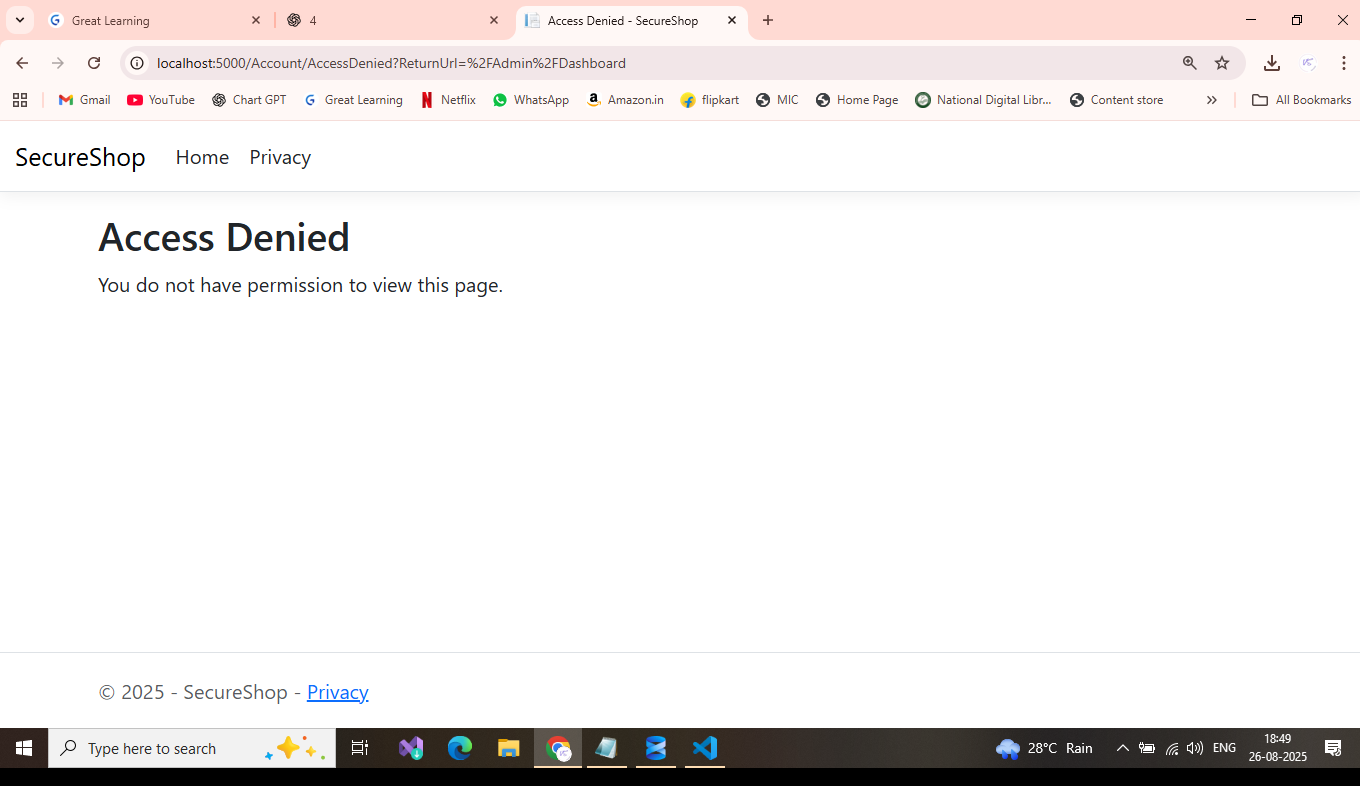 Great Learning
4
Access Denied - SecureShop
localhost:5000/Account/AccessDenied?ReturnUrl=%2FAdmin%2FDashboard
Gmail YouTube Chart GPT Great Learning Netflix WhatsApp Amazon.in flipkart MIC Home Page National Digital Libr... Content store » All Bookmarks
SecureShop Home Privacy
Access Denied
You do not have permission to view this page.
© 2025 - SecureShop - Privacy
Type here to search
28°C Rain
ENG
18:49
26-08-2025